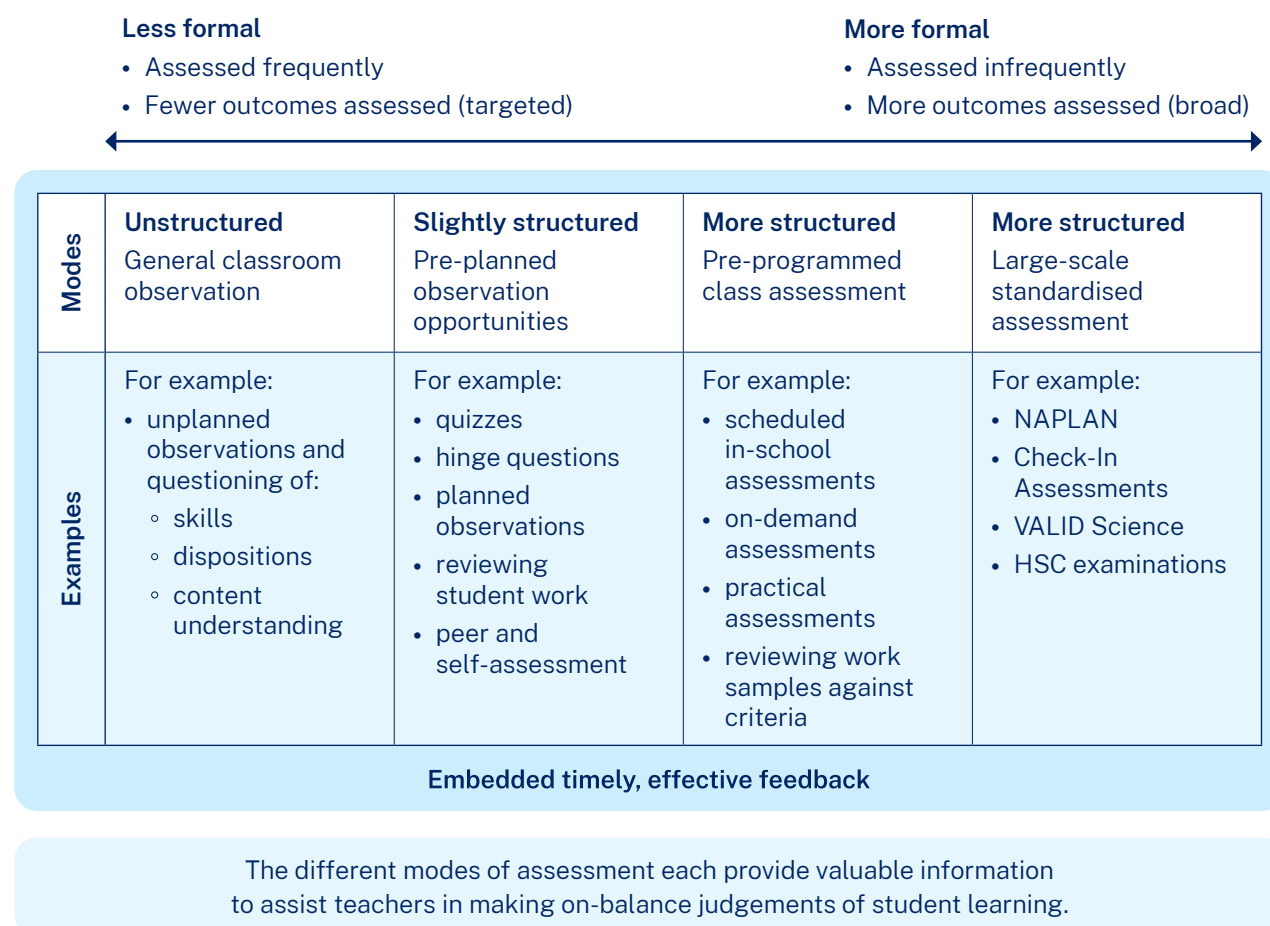 Less formal
• Assessed frequently
• Fewer outcomes assessed (targeted)
More formal
• Assessed infrequently
• More outcomes assessed (broad)
Modes
Unstructured
General classroom
observation
Slightly structured
Pre-planned
observation
opportunities
More structured
Pre-programmed
class assessment
More structured
Large-scale
standardised
assessment
Examples
For example:
• unplanned
observations and
questioning of:
◦ skills
◦ dispositions
◦ content
understanding
For example:
• quizzes
• hinge questions
• planned
observations
• reviewing
student work
• peer and
self-assessment
For example:
• scheduled
in-school
assessments
• on-demand
assessments
• practical
assessments
• reviewing work
samples against
criteria
For example:
• NAPLAN
• Check-In
Assessments
• VALID Science
• HSC examinations
Embedded timely, effective feedback
The different modes of assessment each provide valuable information
to assist teachers in making on-balance judgements of student learning.